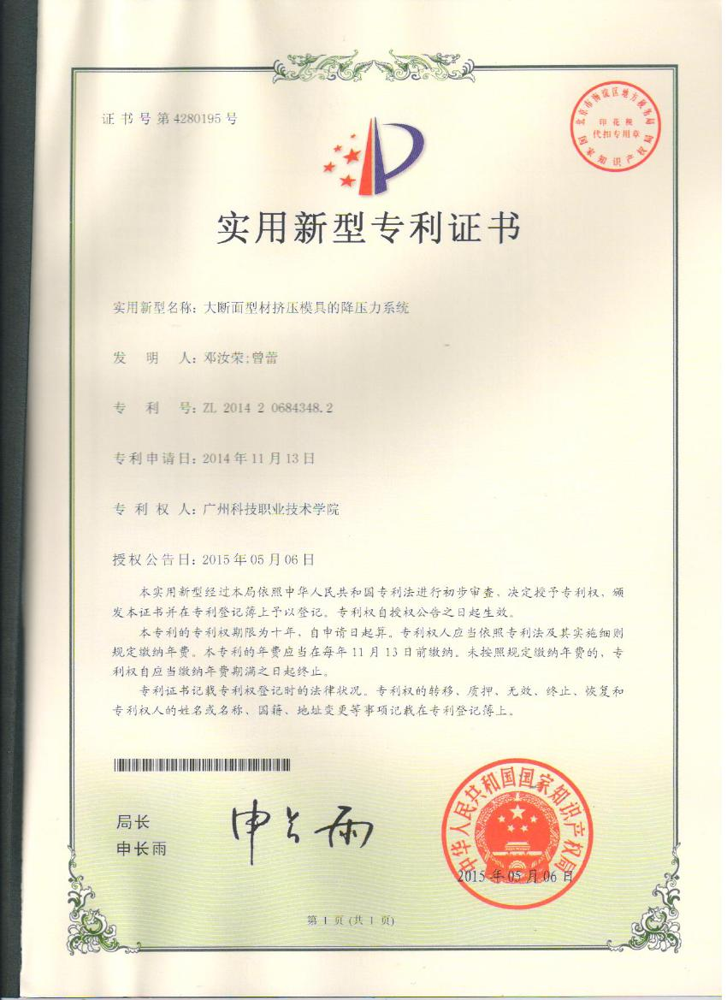 证书号第4280195号
北京市海淀区地方税务局
印花税
代扣专用章
国家知识产权局
实用新型专利证书
实用新型名称：大断面型材挤压模具的降压力系统
发 明 人：邓汝荣;曾蕾
专 利 号：ZL 2014 2 0684348.2
专利申请日：2014年11月13日
专 利 权 人：广州科技职业技术学院
授权公告日：2015年05月06日
本实用新型经过本局依照中华人民共和国专利法进行初步审查，决定授予专利权，颁
发本证书并在专利登记簿上予以登记。专利权自授权公告之日起生效。
本专利的专利权期限为十年，自申请日起算。专利权人应当依照专利法及其实施细则
规定缴纳年费。本专利的年费应当在每年11月13日前缴纳。未按照规定缴纳年费的，专
利权自应当缴纳年费期满之日起终止。
专利证书记载专利权登记时的法律状况。专利权的转移、质押、无效、终止、恢复和
专利权人的姓名或名称、国籍、地址变更等事项记载在专利登记簿上。
局长
申长雨
申长雨
中华人民共和国国家知识产权局
2015年05月06日
第 1 页 (共 1 页)